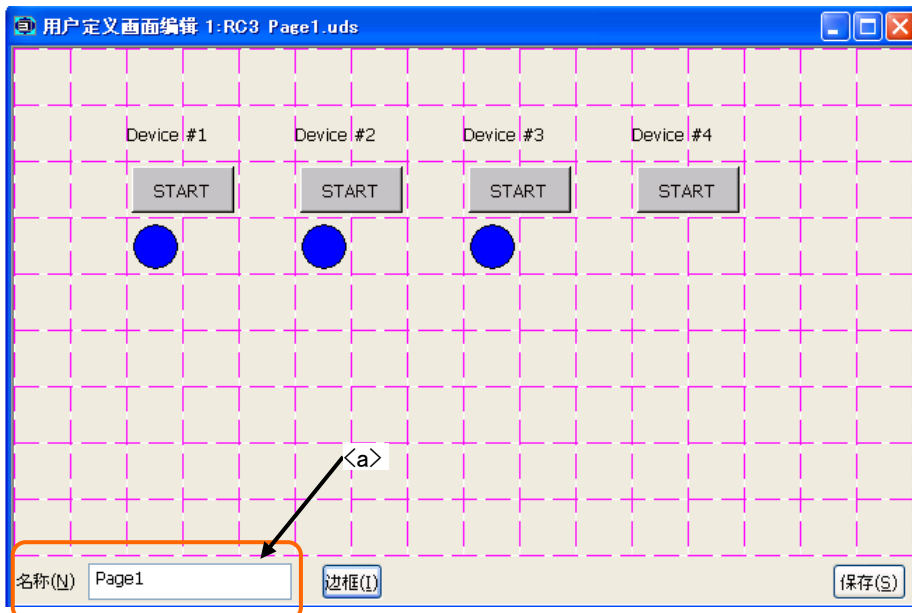 用户定义画面编辑 1:RC3 Page1.uds
Device #1 Device #2 Device #3 Device #4
START START START START
<a>
名称(N) Page1 边框(I) 保存(S)